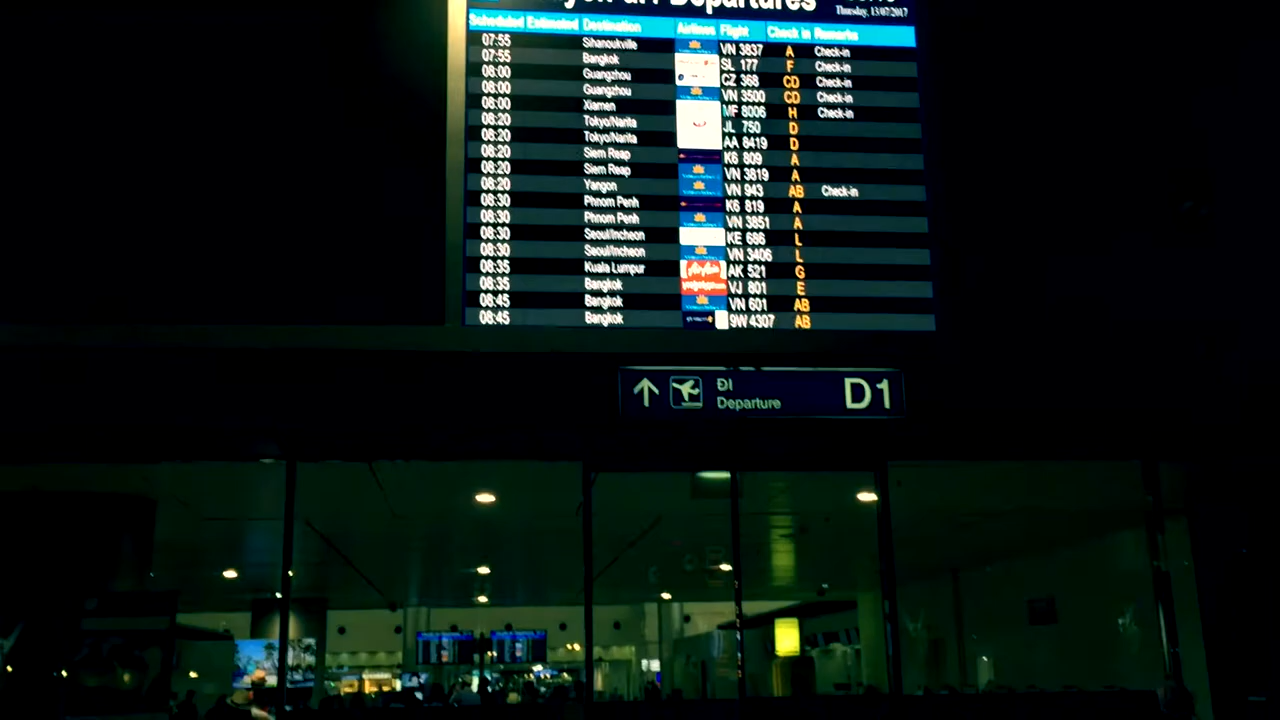 Departures
Thursday, 13/07/2017
Scheduled Estimated Destination Airlines Flight Check in Remarks
07:55 Sihanoukville VN 3837 A Check-in
07:55 Bangkok SL 177 F Check-in
08:00 Guangzhou CZ 368 CD Check-in
08:00 Guangzhou VN 3500 CD Check-in
08:00 Xiamen MF 8006 H Check-in
08:20 Tokyo/Narita JL 750 D
08:20 Tokyo/Narita AA 8419 D
08:20 Siem Reap K6 809 A
08:20 Siem Reap VN 3819 A
08:20 Yangon VN 943 AB Check-in
08:30 Phnom Penh K6 819 A
08:30 Phnom Penh VN 3851 A
08:30 Seoul/Incheon KE 686 L
08:30 Seoul/Incheon VN 3406 L
08:35 Kuala Lumpur AirAsia AK 521 G
08:35 Bangkok VJ 801 E
08:45 Bangkok VN 601 AB
08:45 Bangkok 9W 4307 AB
ĐI
Departure D1